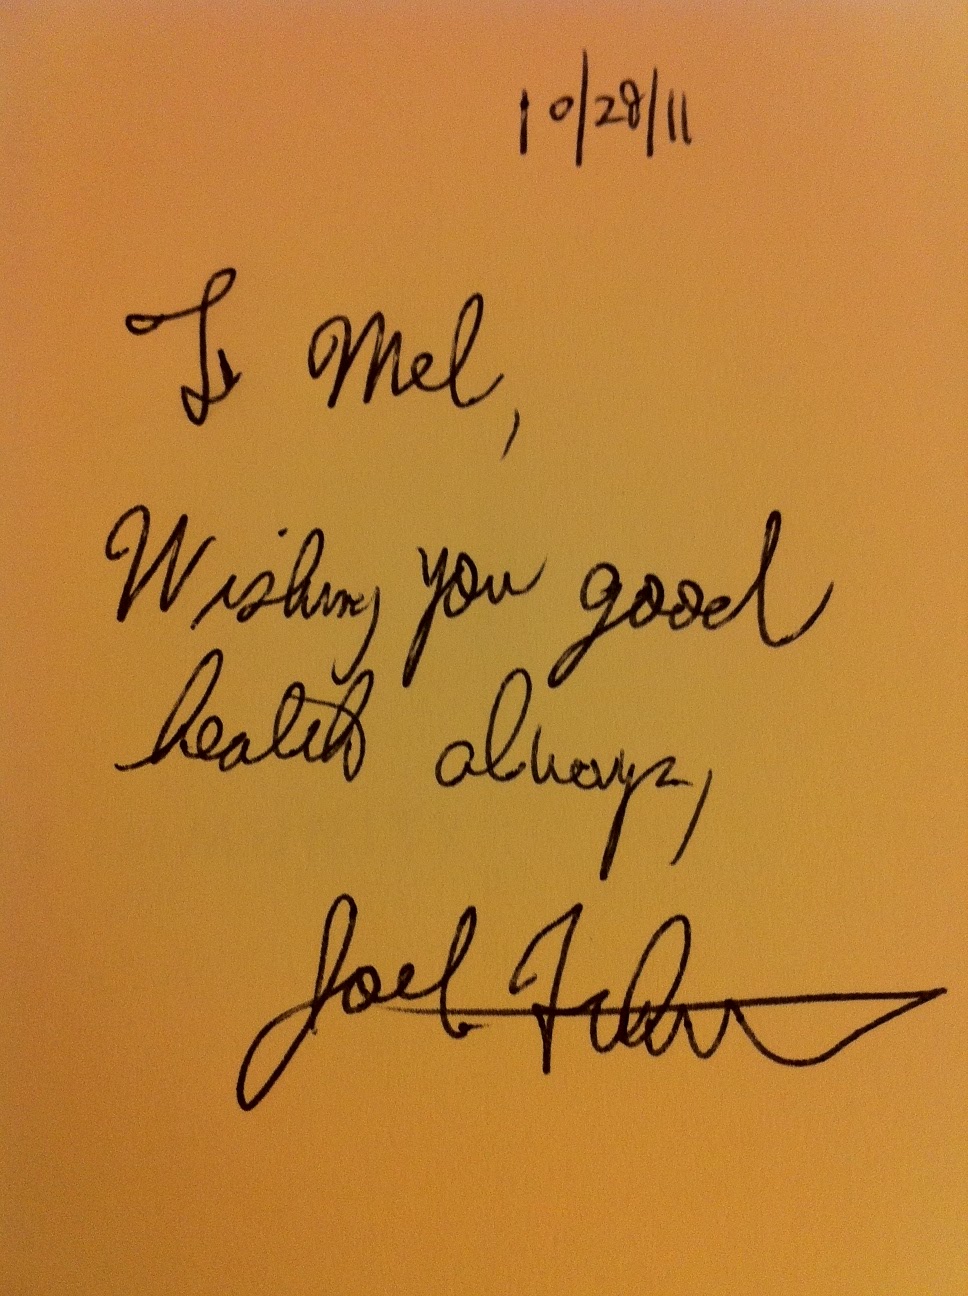 10/28/11
To Mel,
Wishing you good
health always,
Joel